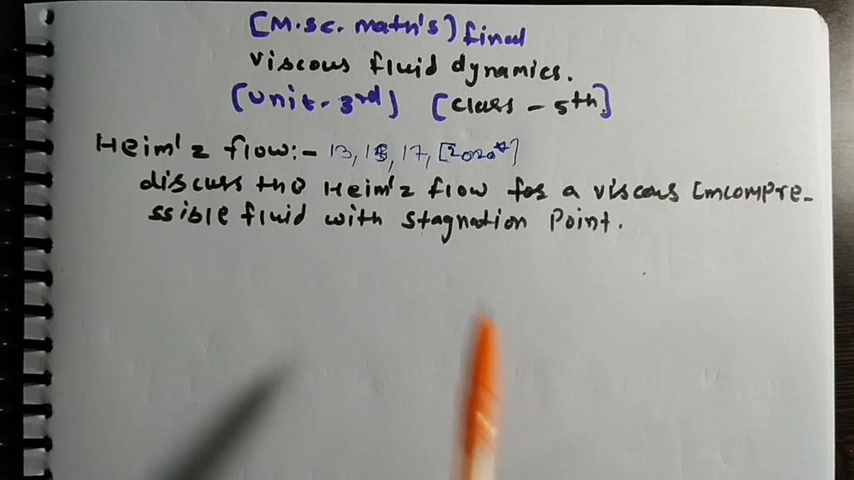 [M.sc. math's) final
viscous fluid dynamics.
(Unit-3rd) [class - 5th]
Heim'z flow:- 13, 15, 17, [2020*]
discuss the Heim'z flow for a viscous incompre-
ssible fluid with stagnation Point.